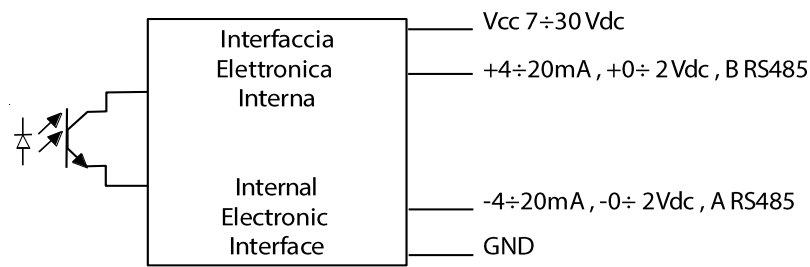 Interfaccia
Elettronica
Interna
Internal
Electronic
Interface
Vcc 7÷30 Vdc
+4÷20mA , +0÷ 2 Vdc , B RS485
-4÷20mA , -0÷ 2Vdc , A RS485
GND